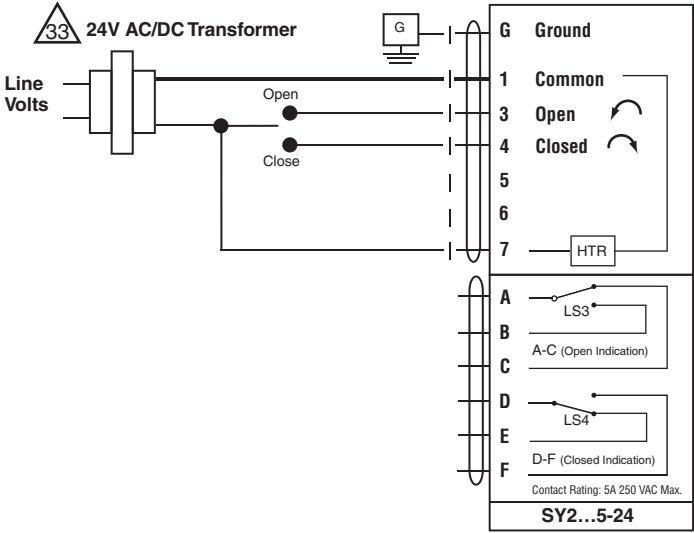 33 24V AC/DC Transformer
Line
Volts
Open
Close
G
G Ground
1 Common
3 Open
4 Closed
5
6
7 HTR
A
LS3
B
A-C (Open Indication)
C
D
LS4
E
D-F (Closed Indication)
F
Contact Rating: 5A 250 VAC Max.
SY2...5-24